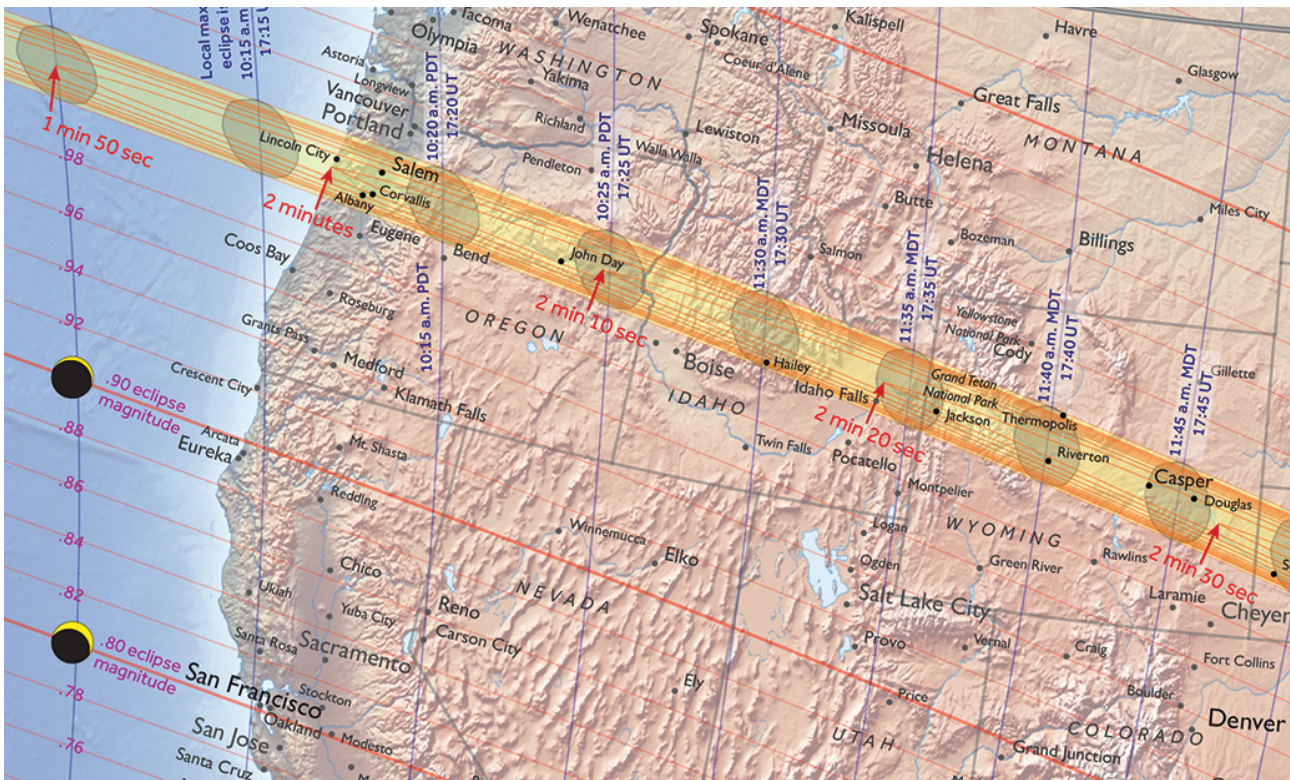 Local max
eclipse i
10:15 a.m.
17:15 U
Tacoma
Olympia
WASHINGTON
Wenatchee
Spokane
Coeur d'Alene
Kalispell
Havre
Glasgow
Astoria
Longview
Vancouver
Portland
10:20 a.m. PDT
17:20 UT
Yakima
Richland
Pendleton
Walla Walla
Lewiston
Missoula
Great Falls
MONTANA
Helena
Butte
Miles City
1 min 50 sec
.98
Lincoln City
Salem
2 minutes
Albany
Corvallis
Eugene
10:25 a.m. PDT
17:25 UT
.96
Coos Bay
Bend
John Day
2 min 10 sec
11:30 a.m. MDT
17:30 UT
Salmon
Bozeman
Billings
.94
Roseburg
10:15 a.m. PDT
OREGON
11:35 a.m. MDT
17:35 UT
Yellowstone
National Park
Cody
.92
Grants Pass
Medford
Crescent City
Klamath Falls
Boise
IDAHO
Hailey
Idaho Falls
2 min 20 sec
Grand Teton
National Park
Jackson
11:40 a.m. MDT
17:40 UT
Thermopolis
11:45 a.m. MDT
17:45 UT
Gillette
.90 eclipse
magnitude
.88
Arcata
Eureka
Mt. Shasta
Twin Falls
Pocatello
Riverton
Casper
Douglas
.86
Redding
Montpelier
WYOMING
Logan
Rawlins
2 min 30 sec
.84
Winnemucca
Elko
Ogden
Green River
Laramie
Cheyen
.82
Chico
NEVADA
Ukiah
Yuba City
Reno
Salt Lake City
.80 eclipse
magnitude
Santa Rosa
Sacramento
Carson City
Provo
Vernal
Craig
Fort Collins
.78
San Francisco
Stockton
Oakland
Ely
Price
Boulder
Denver
.76
San Jose
Modesto
Santa Cruz
UTAH
COLORADO
Grand Junction